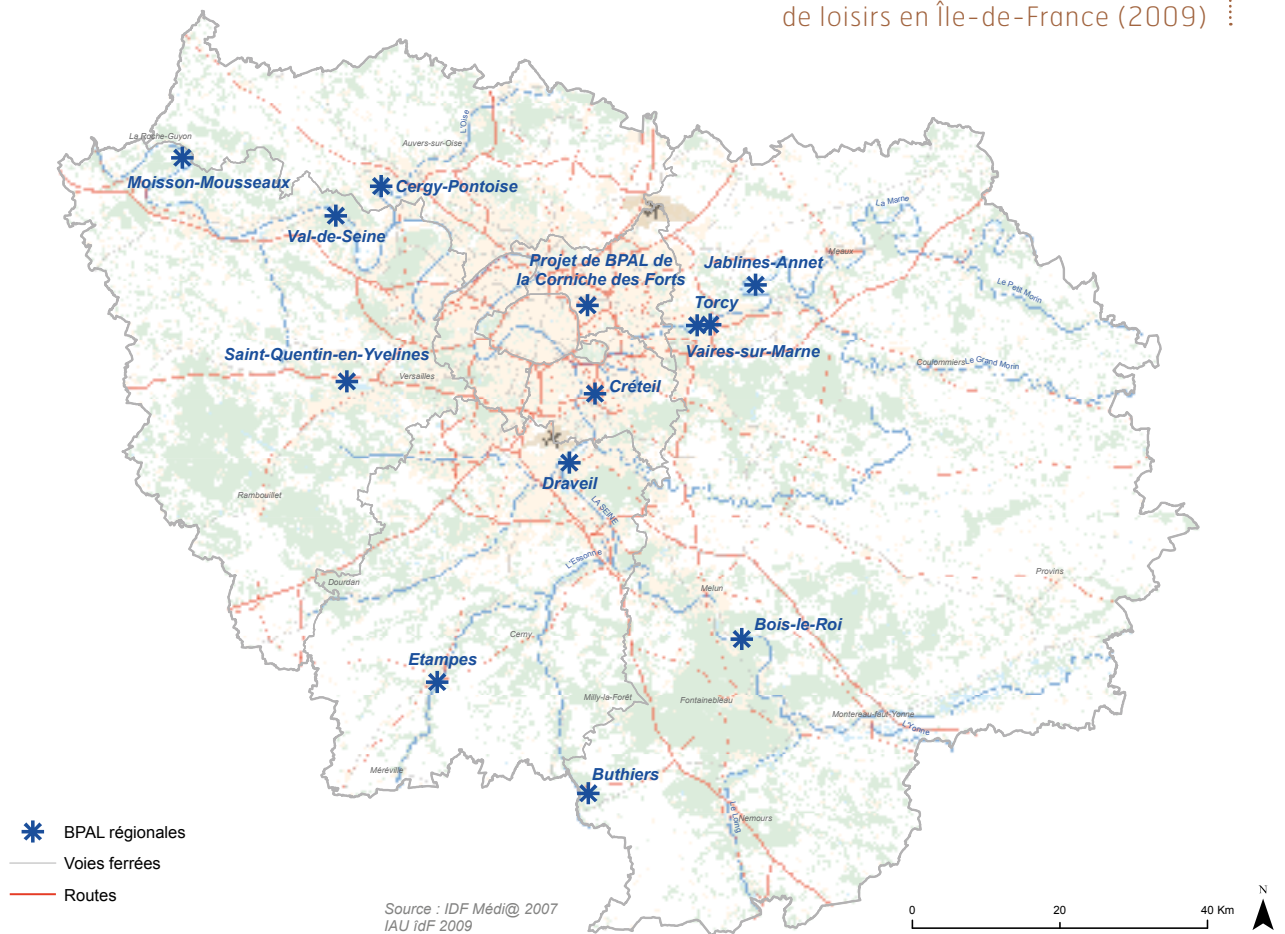 de loisirs en Île-de-France (2009)
La Roche-Guyon
Moisson-Mousseaux
L'Oise
Auvers-sur-Oise
Cergy-Pontoise
Val-de-Seine
La Marne
Meaux
Projet de BPAL de
la Corniche des Forts
Jablines-Annet
Le Petit Morin
Torcy
Vaires-sur-Marne
Saint-Quentin-en-Yvelines
Versailles
Coulommiers
Le Grand Morin
Créteil
Draveil
Rambouillet
LA SEINE
L'Essonne
Dourdan
Provins
Melun
Cerny
Bois-le-Roi
Etampes
Milly-la-Forêt
Fontainebleau
Montereau-faut-Yonne
L'Yonne
Méréville
Buthiers
Le Loing
Nemours
BPAL régionales
Voies ferrées
Routes
Source : IDF Médi@ 2007
IAU îdF 2009
0 20 40 Km
N